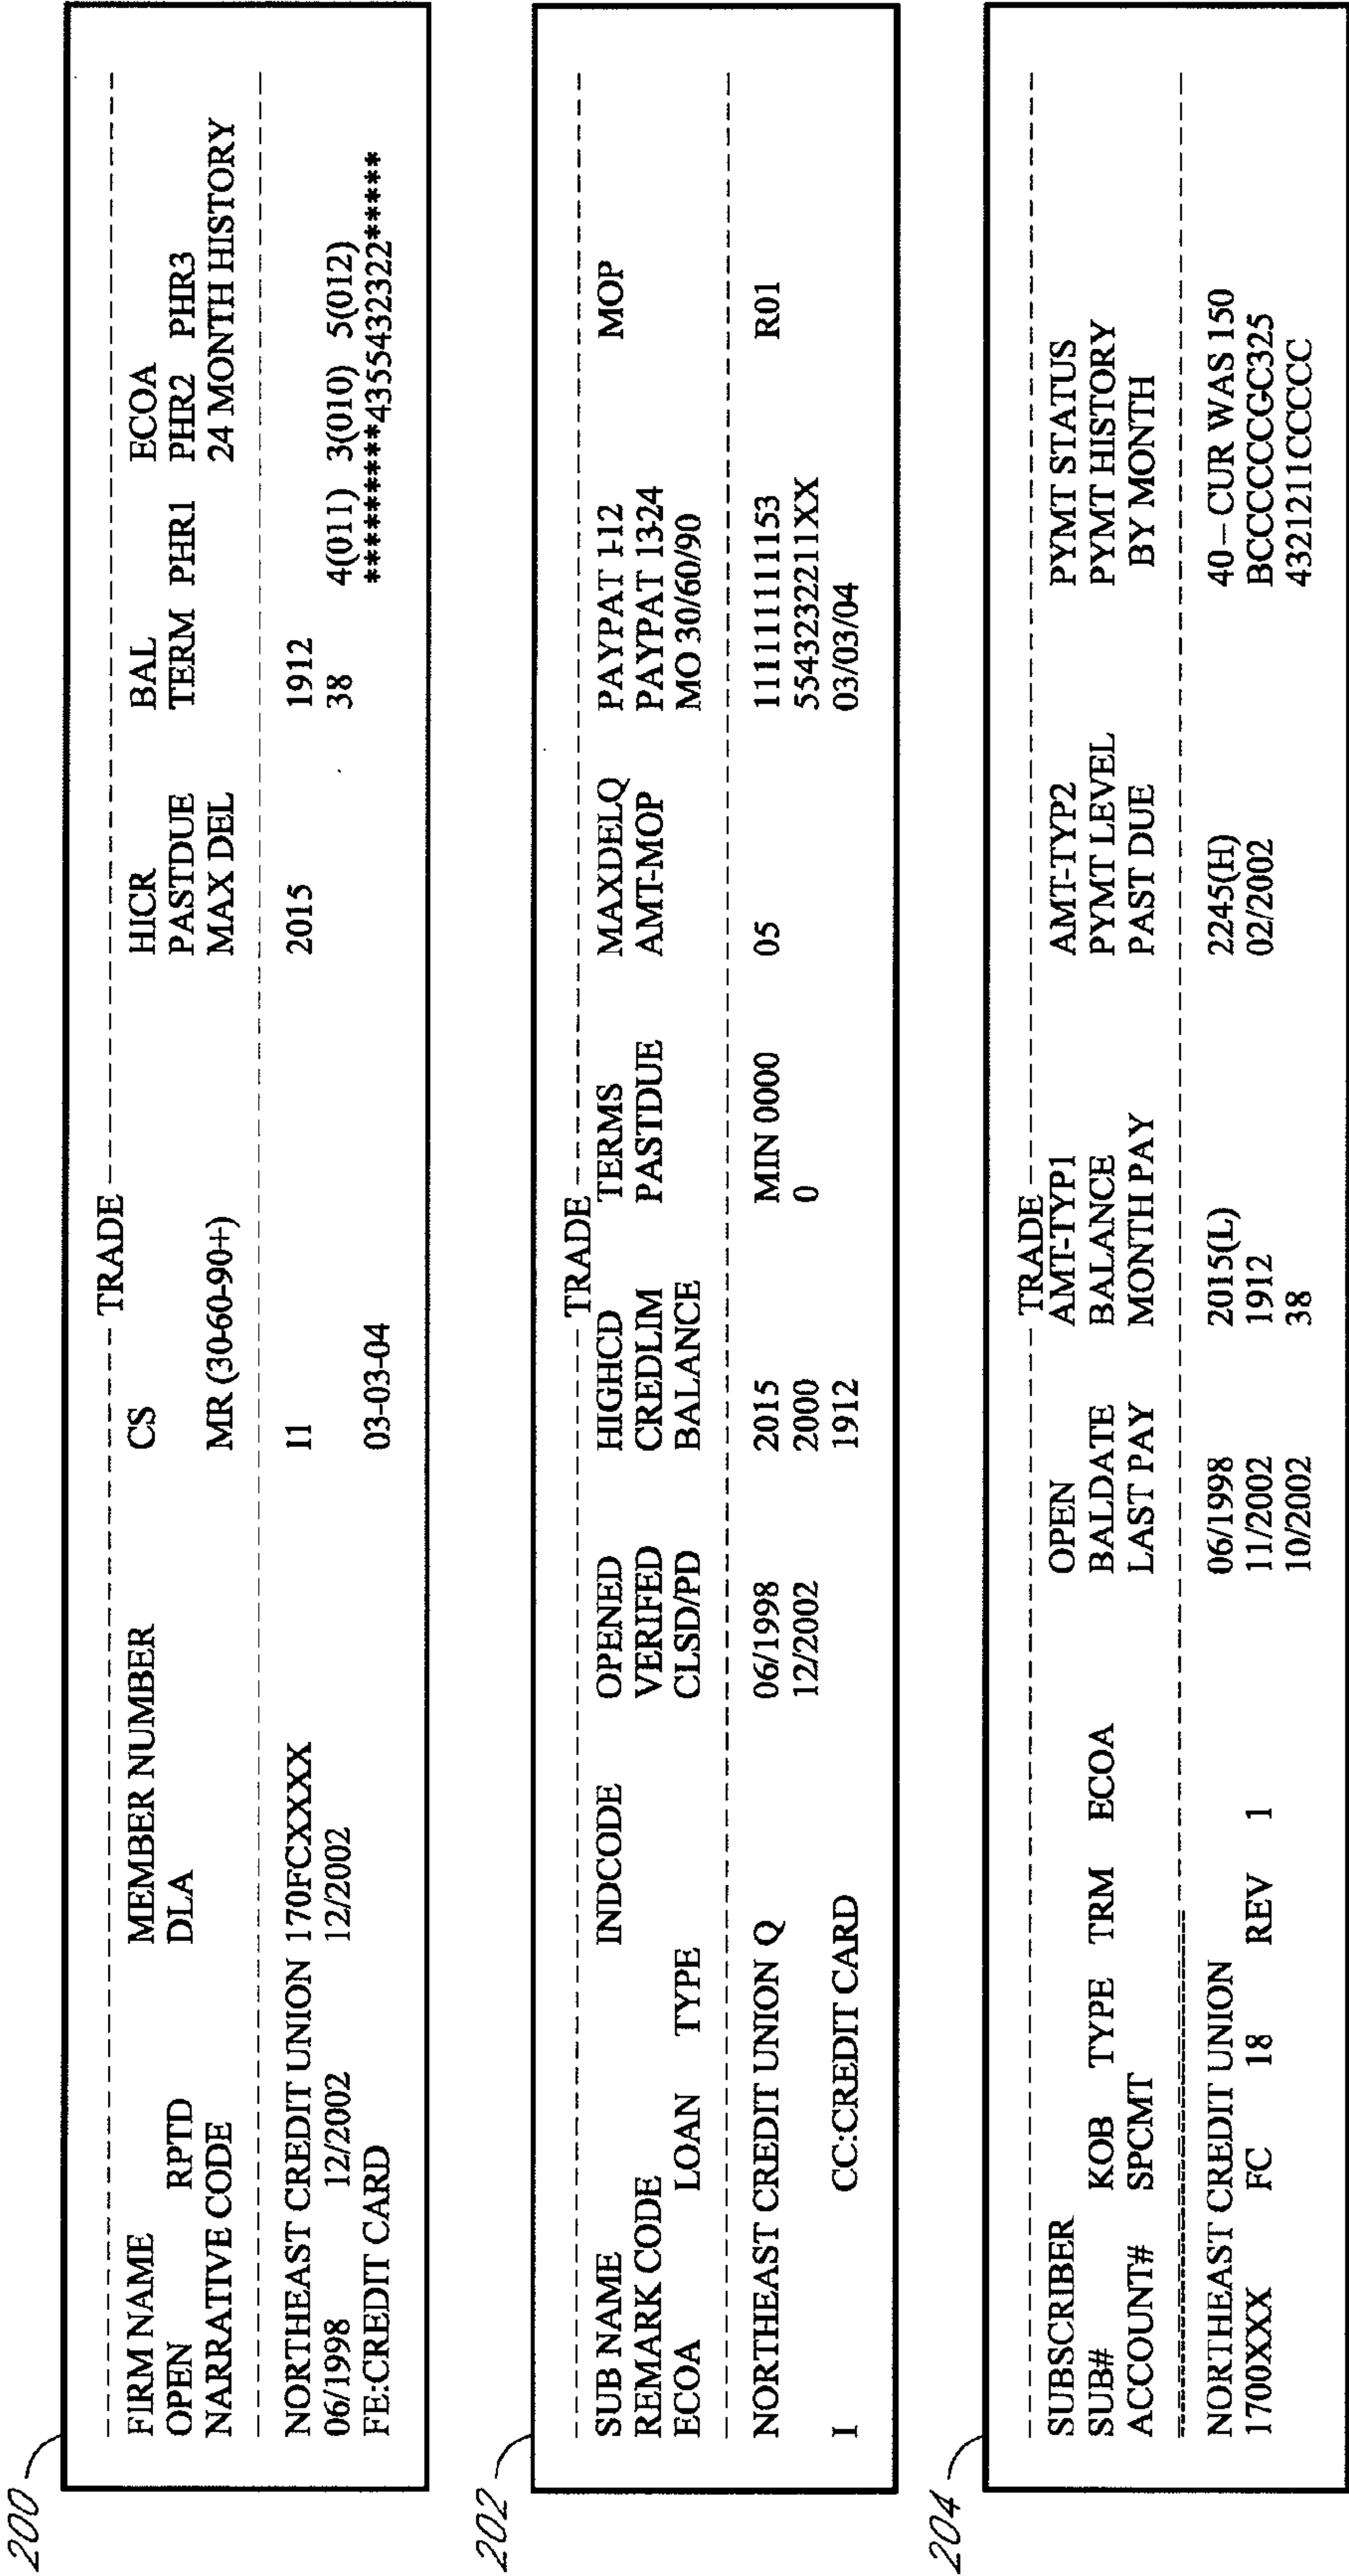 200
TRADE
FIRM NAME MEMBER NUMBER CS HICR BAL ECOA
OPEN RPTD DLA PASTDUE TERM PHR1 PHR2 PHR3
NARRATIVE CODE MR (30-60-90+) MAX DEL 24 MONTH HISTORY
NORTHEAST CREDIT UNION 170FCXXXX I1 2015 1912
06/1998 12/2002 12/2002 38 4(011) 3(010) 5(012)
FE:CREDIT CARD 03-03-04 *********4355432322*****
202
TRADE
SUB NAME INDCODE OPENED HIGHCD TERMS MAXDELQ PAYPAT 1-12 MOP
REMARK CODE VERIFED CREDLIM PASTDUE AMT-MOP PAYPAT 13-24
ECOA LOAN TYPE CLSD/PD BALANCE MO 30/60/90
NORTHEAST CREDIT UNION Q 06/1998 2015 MIN 0000 05 111111111153 R01
12/2002 2000 0 5543232211XX
I CC:CREDIT CARD 1912 03/03/04
204
TRADE
SUBSCRIBER OPEN AMT-TYP1 AMT-TYP2 PYMT STATUS
SUB# KOB TYPE TRM ECOA BALDATE BALANCE PYMT LEVEL PYMT HISTORY
ACCOUNT# SPCMT LAST PAY MONTH PAY PAST DUE BY MONTH
NORTHEAST CREDIT UNION 06/1998 2015(L) 2245(H) 40 – CUR WAS 150
1700XXX FC 18 REV 1 11/2002 1912 02/2002 BCCCCCCGC325
10/2002 38 4321211CCCCC